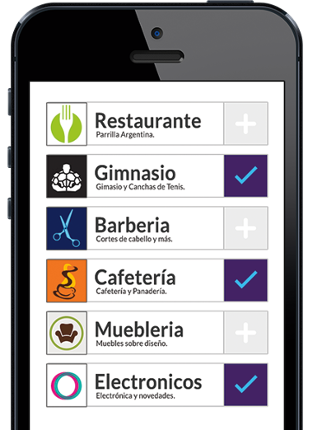 Restaurante
Parrilla Argentina.
Gimnasio
Gimasio y Canchas de Tenis.
Barberia
Cortes de cabello y más.
Cafetería
Cafetería y Panadería.
Muebleria
Muebles sobre diseño.
Electronicos
Electrónica y novedades.